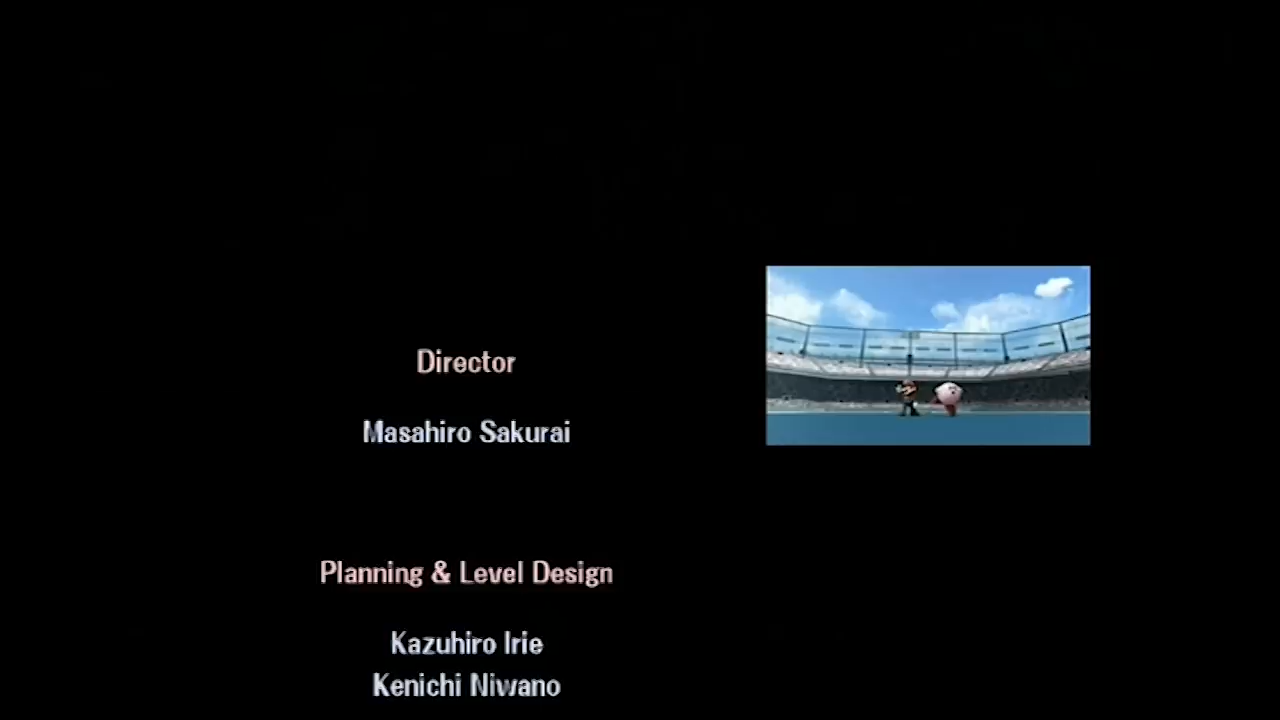 Director
Masahiro Sakurai
Planning & Level Design
Kazuhiro Irie
Kenichi Niwano